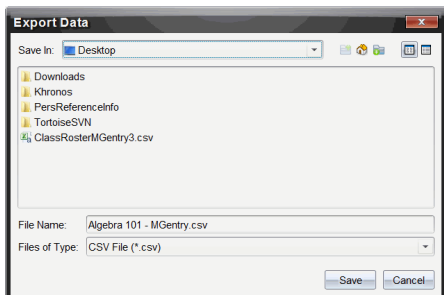 Export Data
Save In: Desktop
Downloads
Khronos
PersReferenceInfo
TortoiseSVN
ClassRosterMGentry3.csv
File Name: Algebra 101 - MGentry.csv
Files of Type: CSV File (*.csv)
Save Cancel